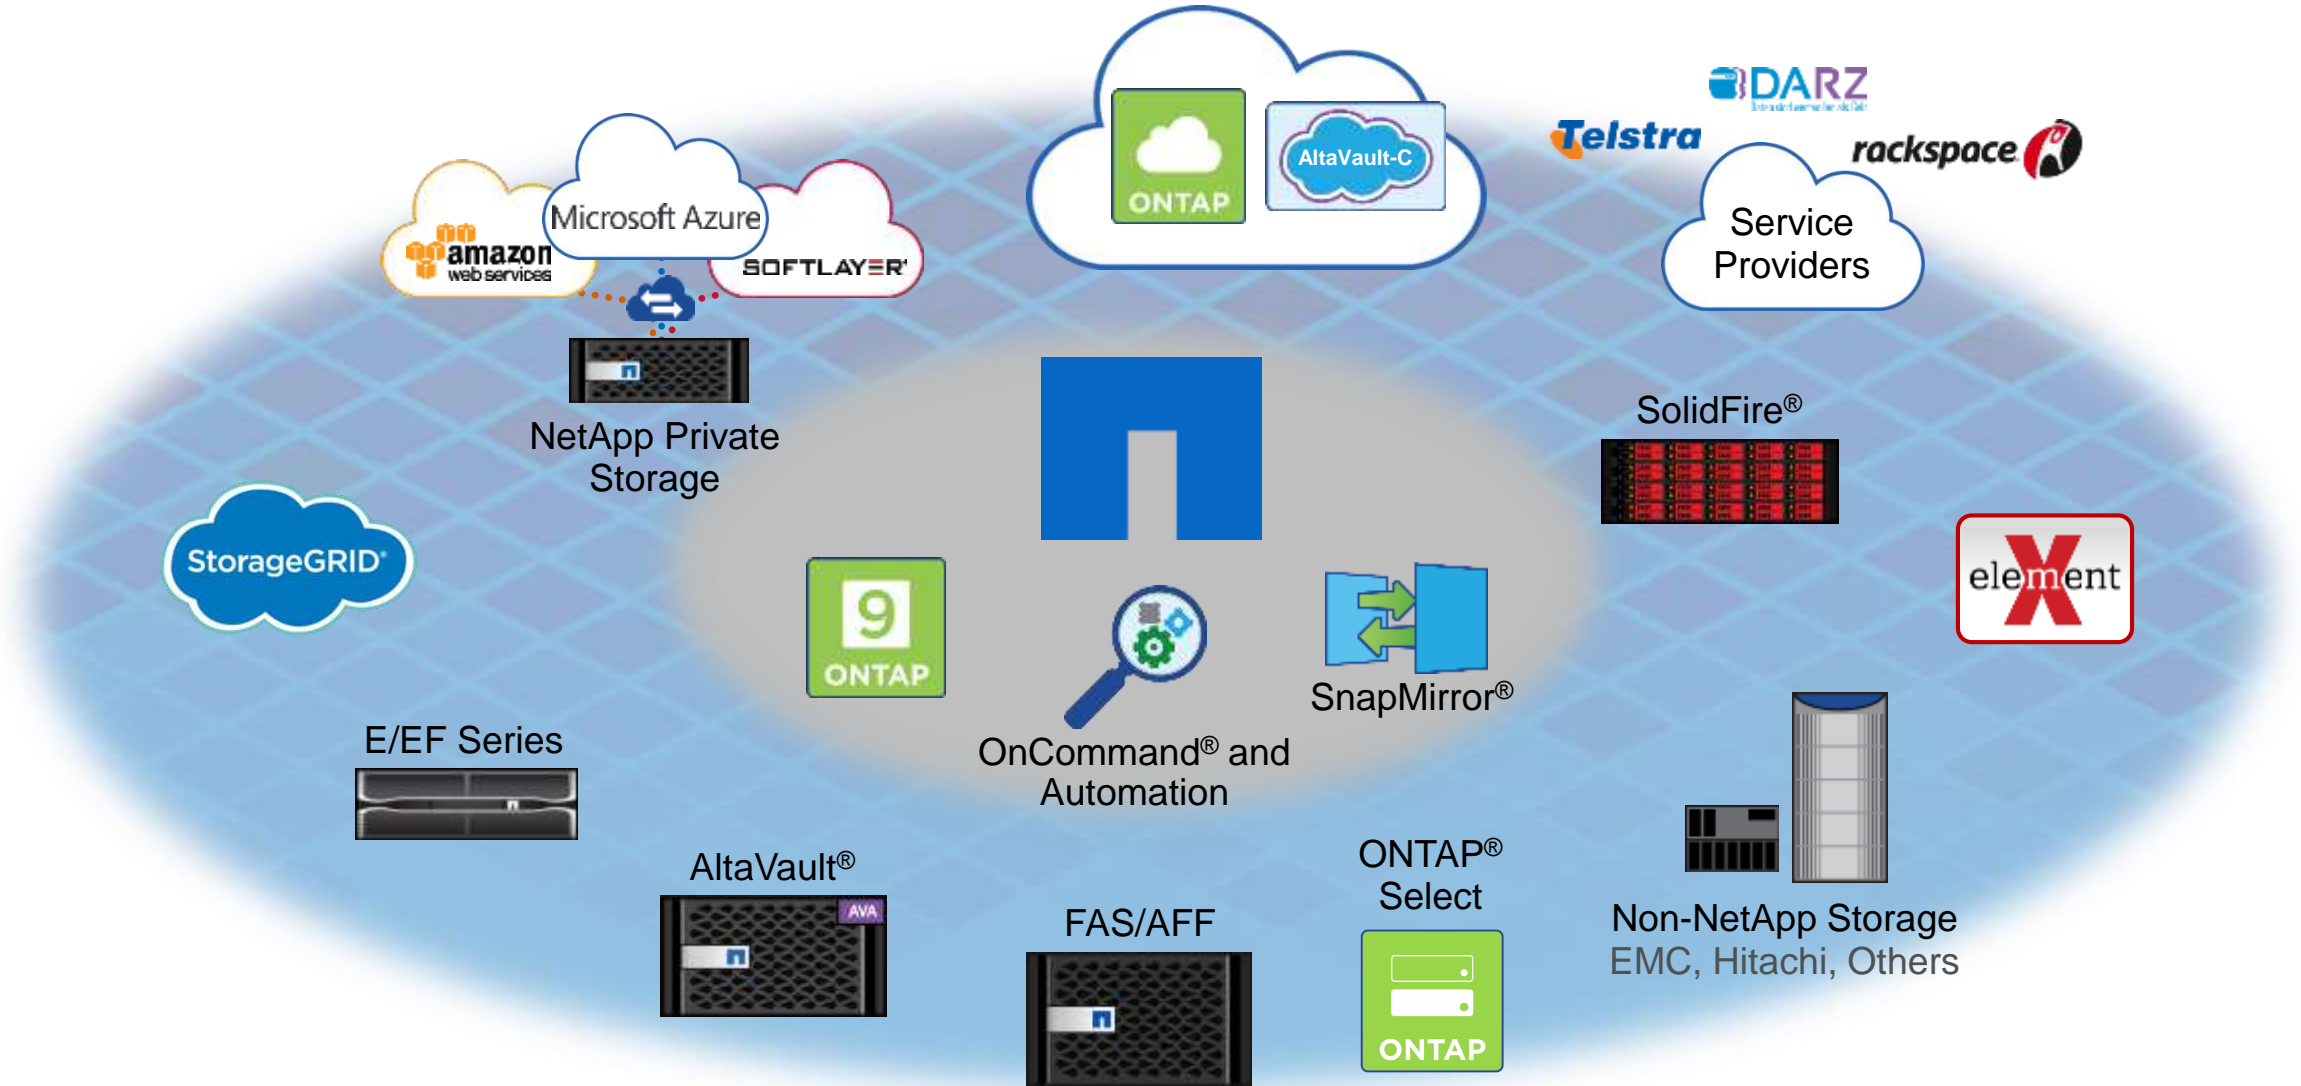 DARZ
Telstra
rackspace
ONTAP
AltaVault-C
Microsoft Azure
amazon
web services
SOFTLAYER
Service
Providers
NetApp Private
Storage
SolidFire®
StorageGRID®
element
X
9
ONTAP
SnapMirror®
OnCommand® and
Automation
E/EF Series
AltaVault®
AVA
FAS/AFF
ONTAP®
Select
ONTAP
Non-NetApp Storage
EMC, Hitachi, Others